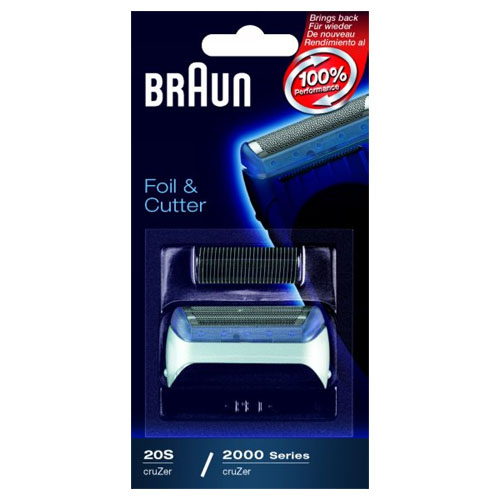 Brings back
Für wieder
De nouveau
Rendimiento al
100%
Performance
BRAUN
Foil &
Cutter
20S / 2000 Series
cruZer cruZer